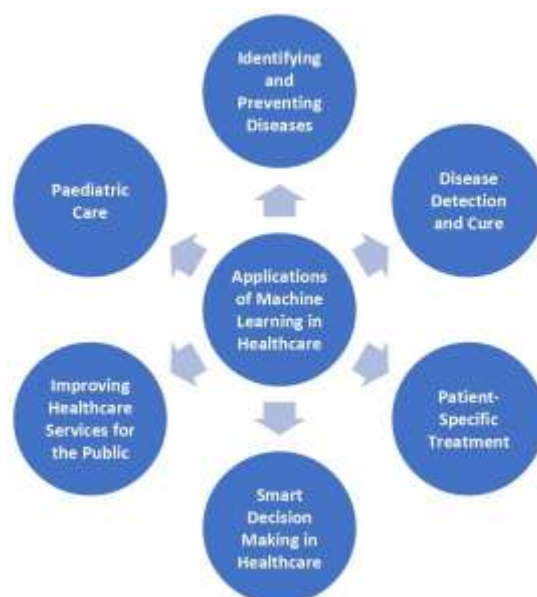 Identifying
and
Preventing
Diseases
Paediatric
Care
Disease
Detection
and Cure
Applications
of Machine
Learning in
Healthcare
Improving
Healthcare
Services for
the Public
Patient-
Specific
Treatment
Smart
Decision
Making in
Healthcare